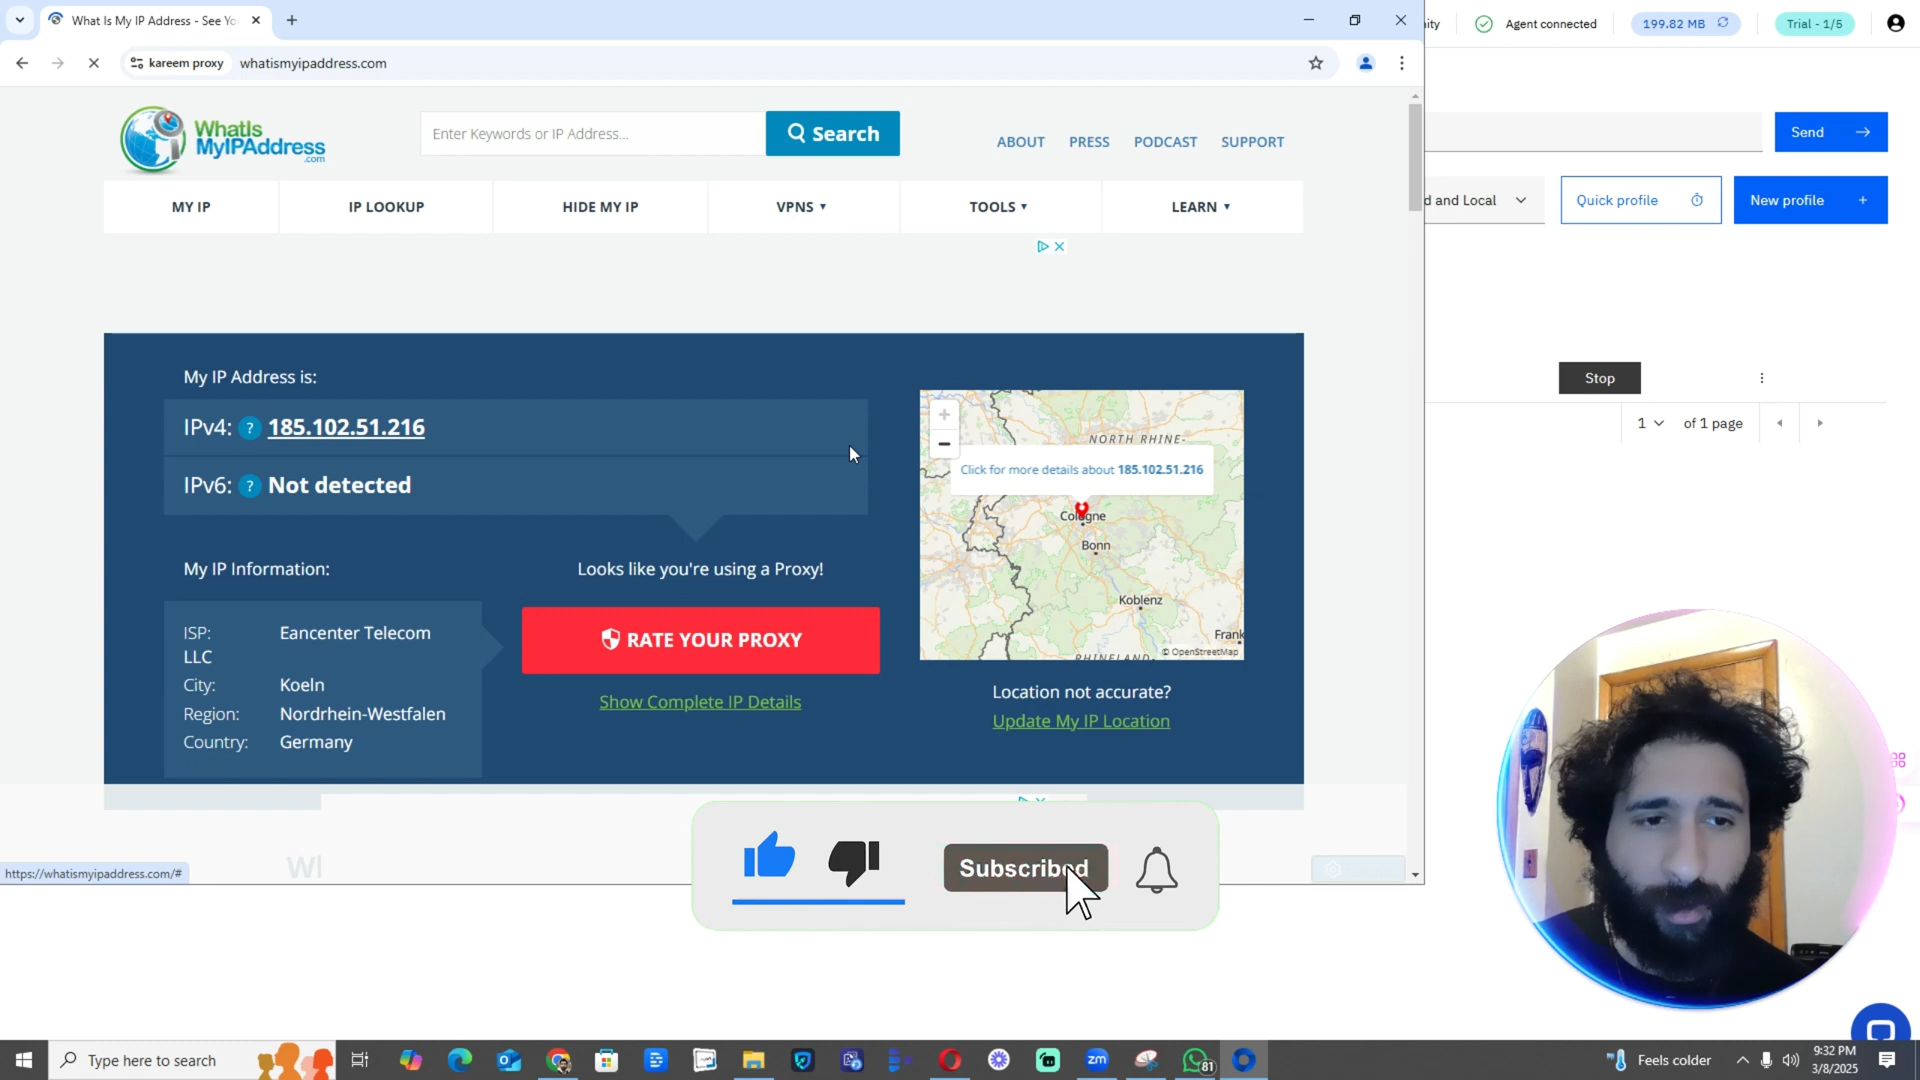 What Is My IP Address - See Yo
ity
Agent connected
199.82 MB
Trial - 1/5
kareem proxy
whatismyipaddress.com
WhatIs
MyIPAddress
.com
Enter Keywords or IP Address...
Search
ABOUT
PRESS
PODCAST
SUPPORT
Send
MY IP
IP LOOKUP
HIDE MY IP
VPNS
TOOLS
LEARN
d and Local
Quick profile
New profile
My IP Address is:
IPv4: ? 185.102.51.216
IPv6: ? Not detected
Stop
1
of 1 page
NORTH RHINE-
Click for more details about 185.102.51.216
Cologne
Bonn
Koblenz
Frank
RHINELAND-
© OpenStreetMap
My IP Information:
Looks like you're using a Proxy!
ISP: Eancenter Telecom
LLC
City: Koeln
Region: Nordrhein-Westfalen
Country: Germany
RATE YOUR PROXY
Show Complete IP Details
Location not accurate?
Update My IP Location
Wh
https://whatismyipaddress.com/#
Subscribed
Type here to search
zm
81
Feels colder
9:32 PM
3/8/2025